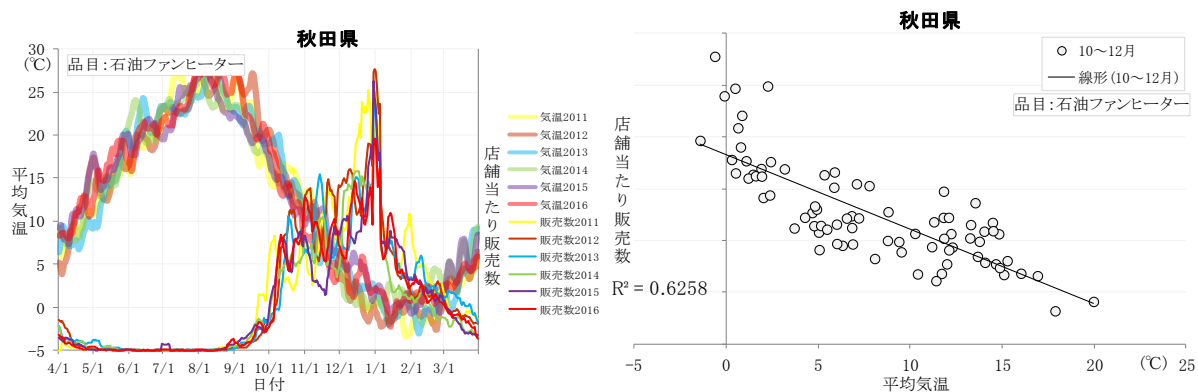 秋田県
30
(℃)
25
20
15
10
5
0
−5
品目：石油ファンヒーター
平均気温
店舗当たり販売数
4/1 5/1 6/1 7/1 8/1 9/1 10/1 11/1 12/1 1/1 2/1 3/1
日付
気温2011
気温2012
気温2013
気温2014
気温2015
気温2016
販売数2011
販売数2012
販売数2013
販売数2014
販売数2015
販売数2016
秋田県
10～12月
線形(10～12月)
品目：石油ファンヒーター
店舗当たり販売数
R² = 0.6258
−5 0 5 10 15 20 25
(℃)
平均気温